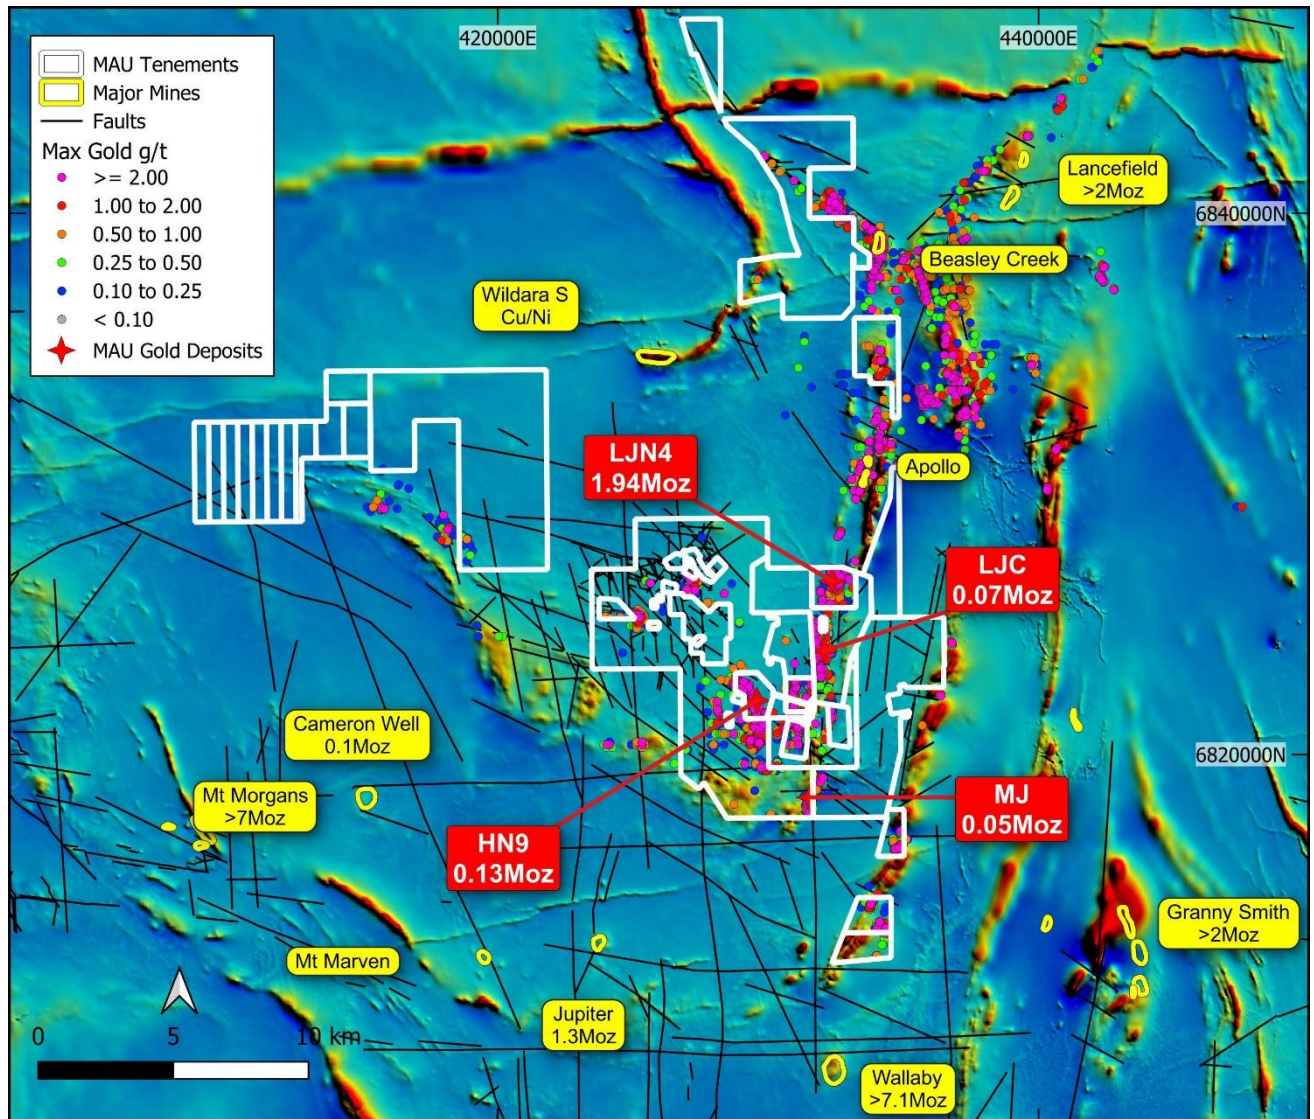 420000E
440000E
MAU Tenements
Major Mines
Faults
Max Gold g/t
>= 2.00
1.00 to 2.00
0.50 to 1.00
0.25 to 0.50
0.10 to 0.25
< 0.10
MAU Gold Deposits
Lancefield
>2Moz
6840000N
Beasley Creek
Wildara S
Cu/Ni
LJN4
1.94Moz
Apollo
LJC
0.07Moz
Cameron Well
0.1Moz
6820000N
Mt Morgans
>7Moz
MJ
0.05Moz
HN9
0.13Moz
Granny Smith
>2Moz
Mt Marven
Jupiter
1.3Moz
0 5 10 km
Wallaby
>7.1Moz